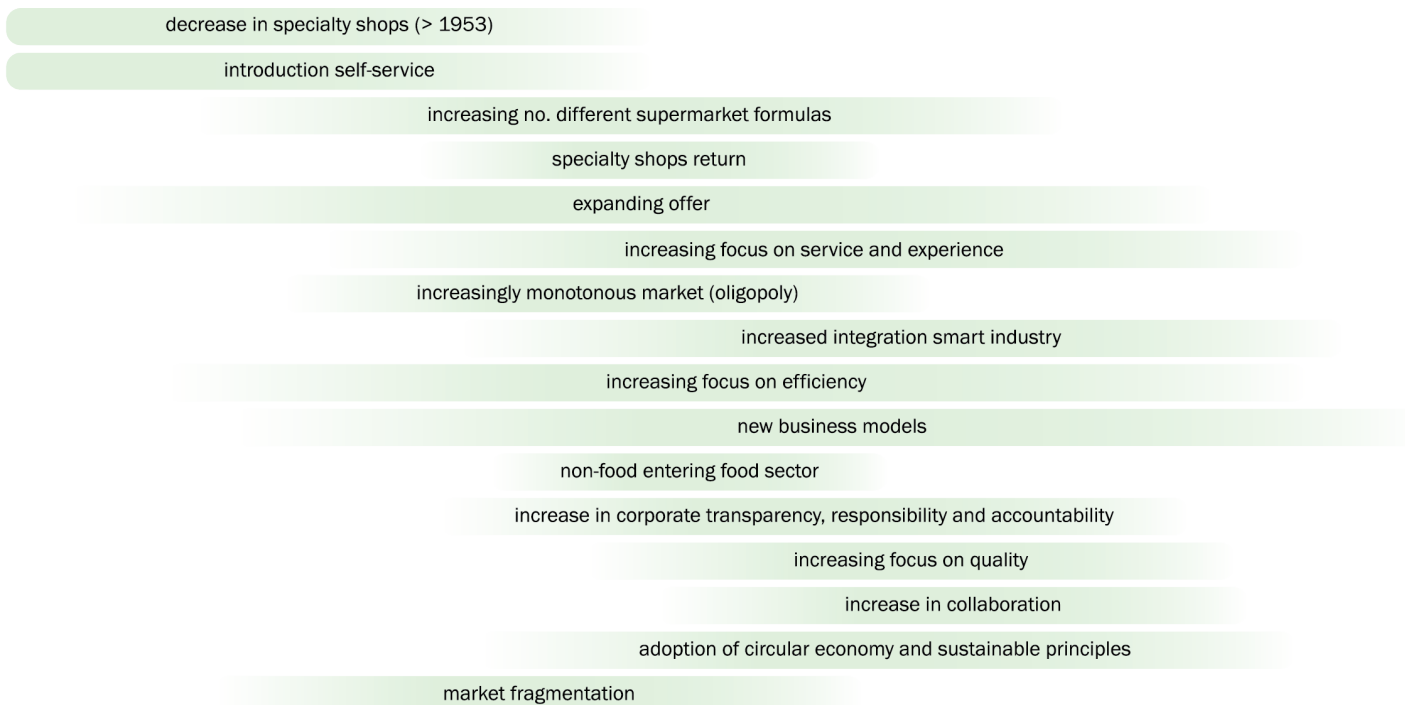 decrease in specialty shops (> 1953)
introduction self-service
increasing no. different supermarket formulas
specialty shops return
expanding offer
increasing focus on service and experience
increasingly monotonous market (oligopoly)
increased integration smart industry
increasing focus on efficiency
new business models
non-food entering food sector
increase in corporate transparency, responsibility and accountability
increasing focus on quality
increase in collaboration
adoption of circular economy and sustainable principles
market fragmentation